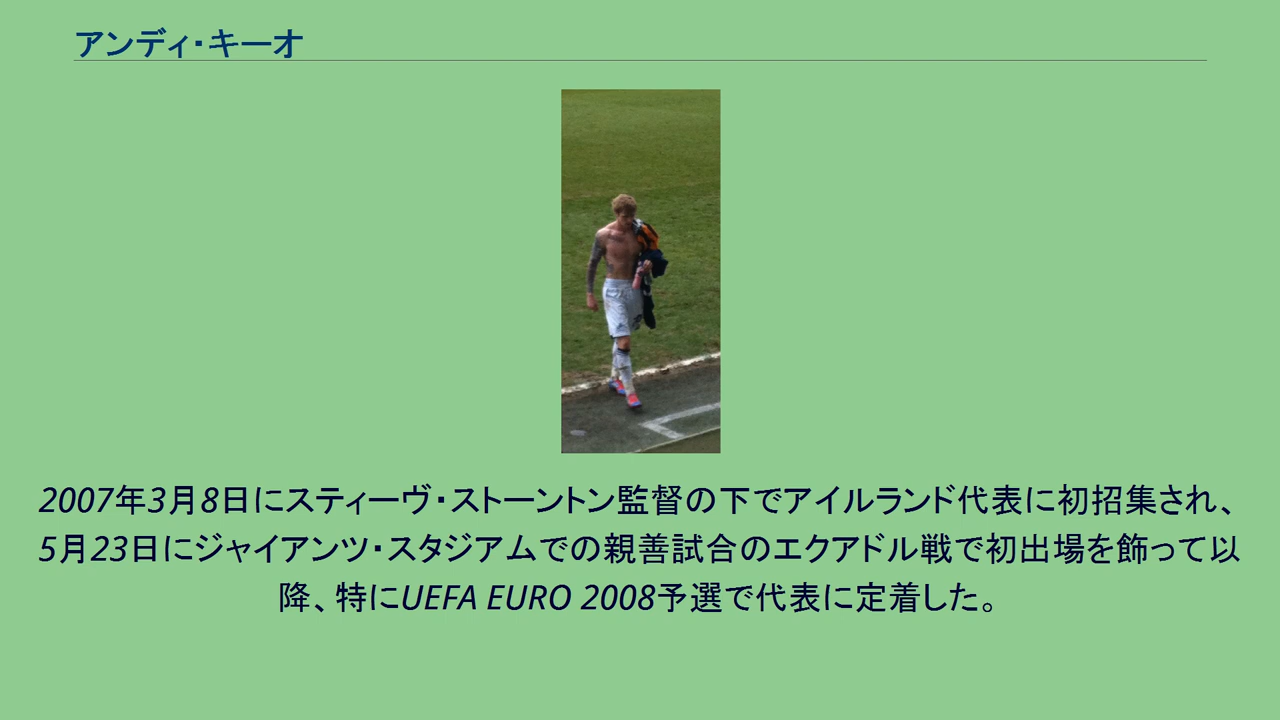 アンディ・キーオ
2007年3月8日にスティーヴ・ストーントン監督の下でアイルランド代表に初招集され、
5月23日にジャイアンツ・スタジアムでの親善試合のエクアドル戦で初出場を飾って以
降、特にUEFA EURO 2008予選で代表に定着した。